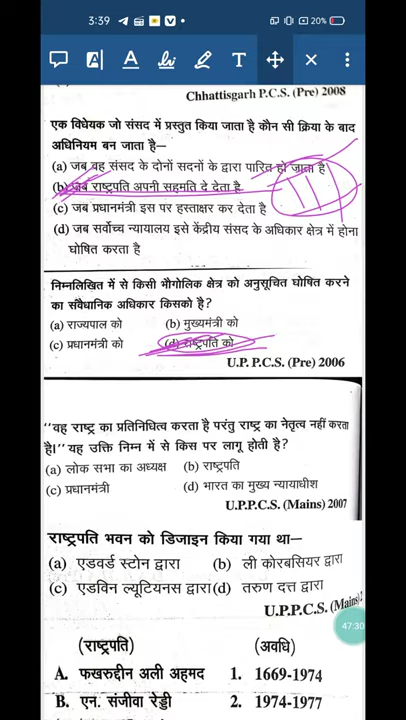 3:39
20%
A
A
T
Chhattisgarh P.C.S. (Pre) 2008
एक विधेयक जो संसद में प्रस्तुत किया जाता है कौन सी क्रिया के बाद
अधिनियम बन जाता है—
(a) जब वह संसद के दोनों सदनों के द्वारा पारित हो जाता है
(b) जब राष्ट्रपति अपनी सहमति दे देता है
(c) जब प्रधानमंत्री इस पर हस्ताक्षर कर देता है
(d) जब सर्वोच्च न्यायालय इसे केंद्रीय संसद के अधिकार क्षेत्र में होना
घोषित करता है
निम्नलिखित में से किसी भौगोलिक क्षेत्र को अनुसूचित घोषित करने
का संवैधानिक अधिकार किसको है?
(a) राज्यपाल को (b) मुख्यमंत्री को
(c) प्रधानमंत्री को (d) राष्ट्रपति को
U.P. P.C.S. (Pre) 2006
"वह राष्ट्र का प्रतिनिधित्व करता है परंतु राष्ट्र का नेतृत्व नहीं करता
है।" यह उक्ति निम्न में से किस पर लागू होती है?
(a) लोक सभा का अध्यक्ष (b) राष्ट्रपति
(c) प्रधानमंत्री (d) भारत का मुख्य न्यायाधीश
U.P.P.C.S. (Mains) 2007
राष्ट्रपति भवन को डिजाइन किया गया था—
(a) एडवर्ड स्टोन द्वारा (b) ली कोरबसियर द्वारा
(c) एडविन ल्यूटियनस द्वारा (d) तरुण दत्त द्वारा
U.P.P.C.S. (Mains) 2
47:30
(राष्ट्रपति) (अवधि)
A. फखरुद्दीन अली अहमद 1. 1669-1974
B. एन. संजीवा रेड्डी 2. 1974-1977